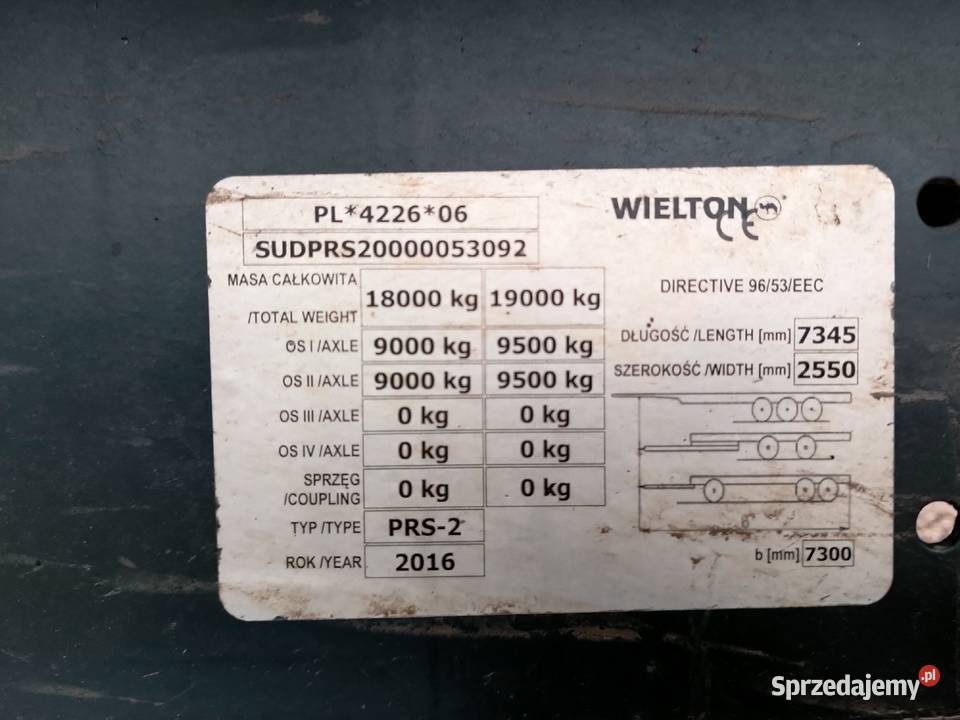 PL*4226*06
SUDPRS20000053092
MASA CAŁKOWITA
/TOTAL WEIGHT 18000 kg 19000 kg
OS I /AXLE 9000 kg 9500 kg
OS II /AXLE 9000 kg 9500 kg
OS III /AXLE 0 kg 0 kg
OS IV /AXLE 0 kg 0 kg
SPRZĘG
/COUPLING 0 kg 0 kg
TYP /TYPE PRS-2
ROK /YEAR 2016
WIELTON
CE
DIRECTIVE 96/53/EEC
DŁUGOŚĆ /LENGTH [mm] 7345
SZEROKOŚĆ /WIDTH [mm] 2550
b [mm] 7300
Sprzedajemy.pl